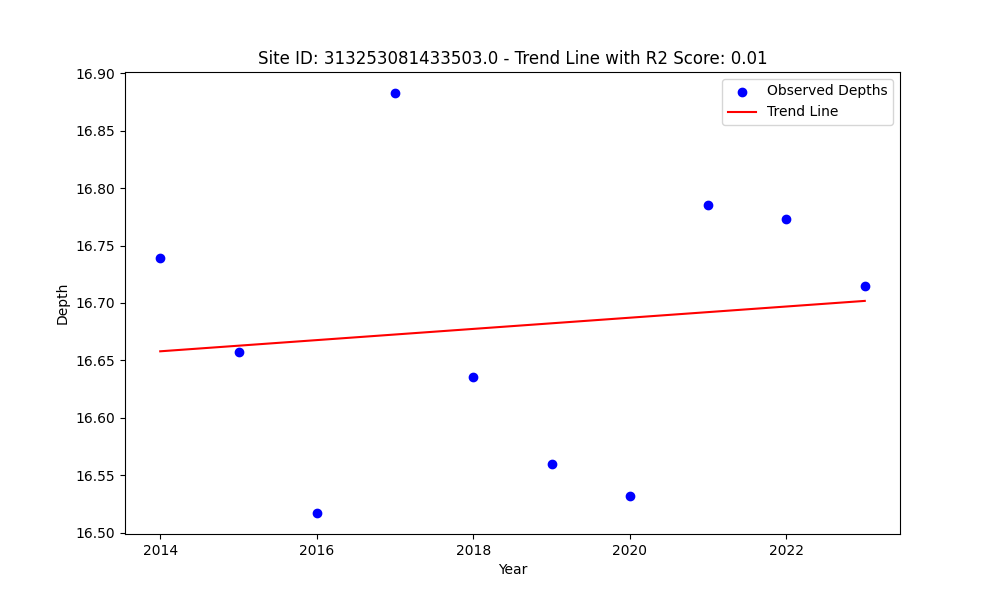 Site ID: 313253081433503.0 - Trend Line with R2 Score: 0.01
Observed Depths
Trend Line
16.90
16.85
16.80
16.75
16.70
16.65
16.60
16.55
16.50
Depth
2014
2016
2018
2020
2022
Year